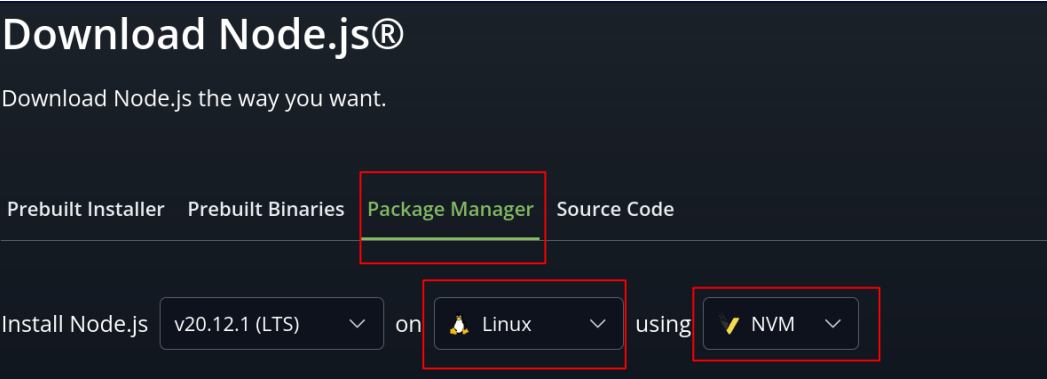 Download Node.js®
Download Node.js the way you want.
Prebuilt Installer Prebuilt Binaries Package Manager Source Code
Install Node.js v20.12.1 (LTS) on Linux using NVM